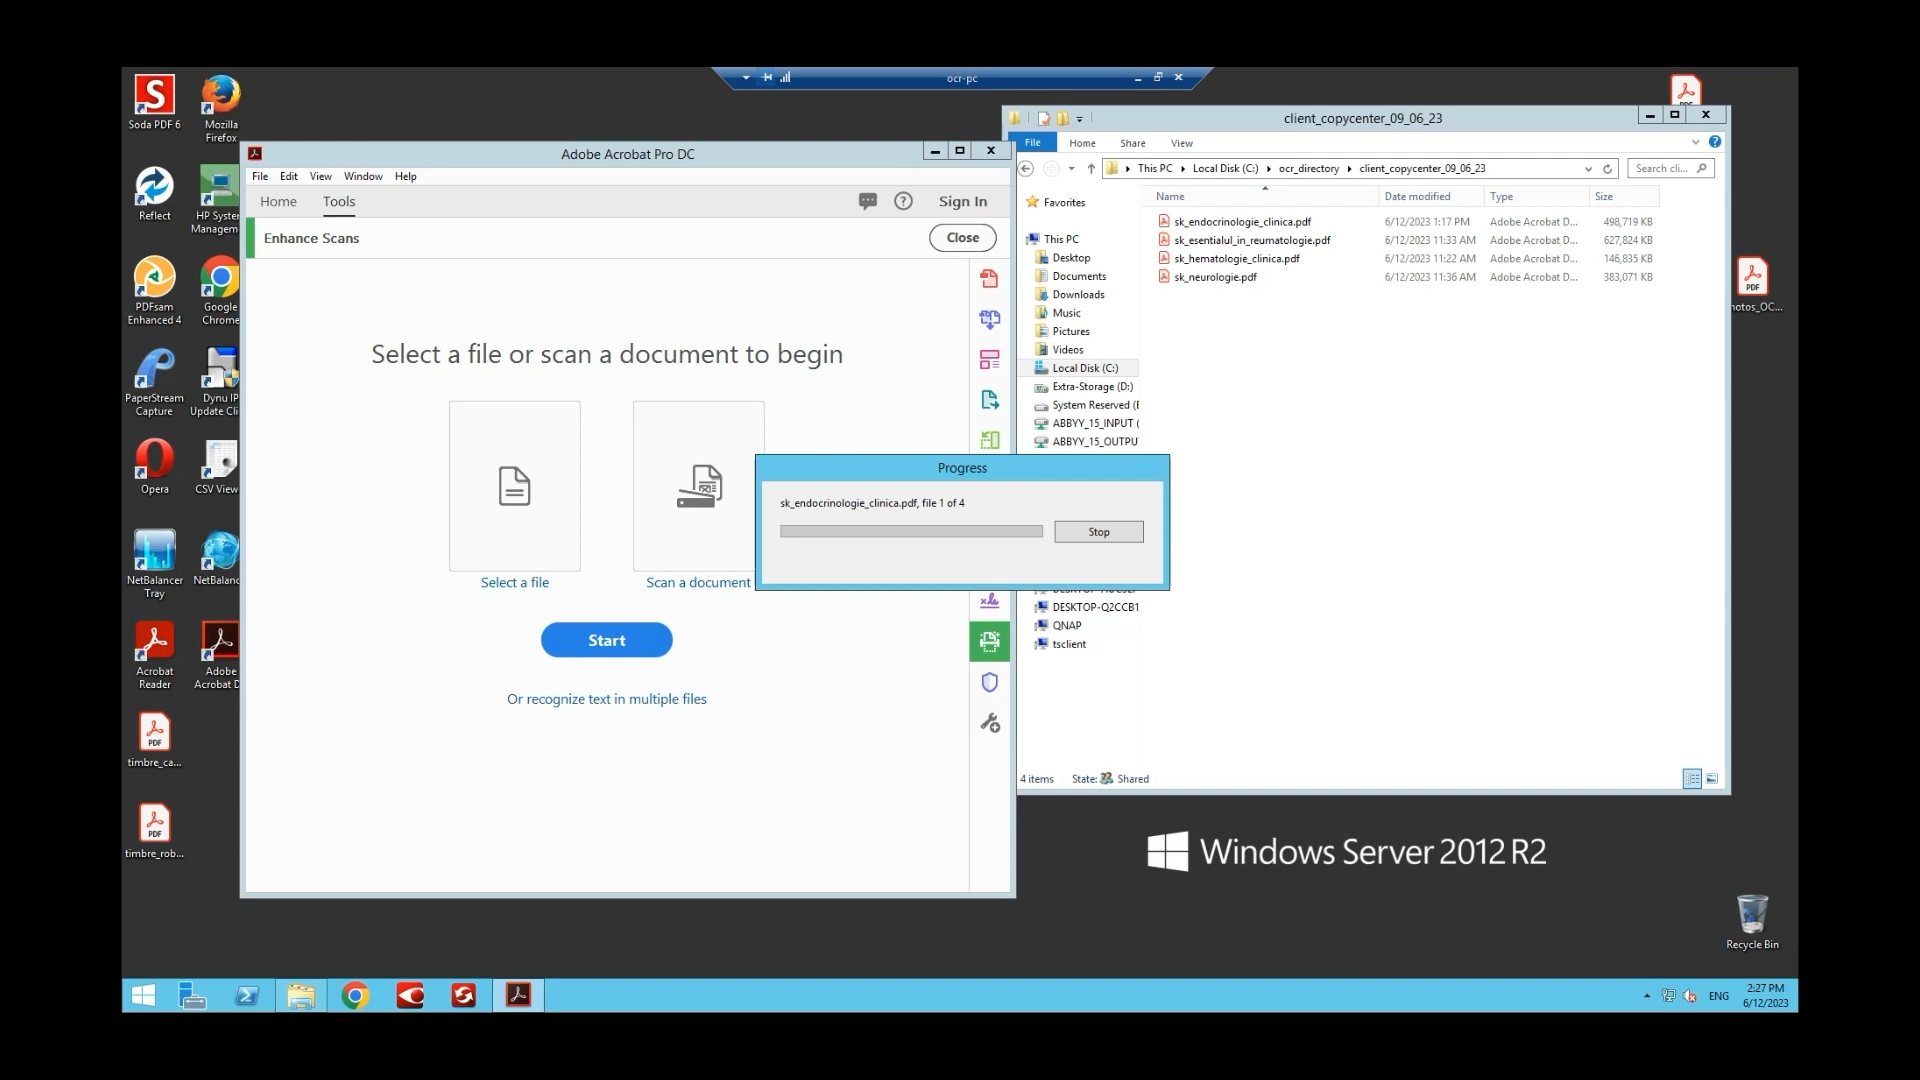 ocr-pc
Soda PDF 6
Mozilla
Firefox
Reflect
HP System
Managem
PDFsam
Enhanced 4
Google
Chrome
PaperStream
Capture
Dynu IP
Update Cli
Opera
CSV View
NetBalancer
Tray
NetBalanc
Acrobat
Reader
Adobe
Acrobat D
PDF
timbre_ca...
PDF
timbre_rob...
Adobe Acrobat Pro DC
File Edit View Window Help
Home Tools Sign In
Enhance Scans Close
Select a file or scan a document to begin
Select a file Scan a document
Start
Or recognize text in multiple files
Progress
sk_endocrinologie_clinica.pdf, file 1 of 4
Stop
client_copycenter_09_06_23
File Home Share View
This PC Local Disk (C:) ocr_directory client_copycenter_09_06_23 Search cli...
Name Date modified Type Size
sk_endocrinologie_clinica.pdf 6/12/2023 1:17 PM Adobe Acrobat D... 498,719 KB
sk_esentialul_in_reumatologie.pdf 6/12/2023 11:33 AM Adobe Acrobat D... 627,824 KB
sk_hematologie_clinica.pdf 6/12/2023 11:22 AM Adobe Acrobat D... 146,835 KB
sk_neurologie.pdf 6/12/2023 11:36 AM Adobe Acrobat D... 383,071 KB
Favorites
This PC
Desktop
Documents
Downloads
Music
Pictures
Videos
Local Disk (C:)
Extra-Storage (D:)
System Reserved (E
ABBYY_15_INPUT (
ABBYY_15_OUTPU
DESKTOP-Q2CCB1
QNAP
tsclient
4 items State: Shared
PDF
PDF
hotos_OC...
Windows Server 2012 R2
Recycle Bin
ENG
2:27 PM
6/12/2023